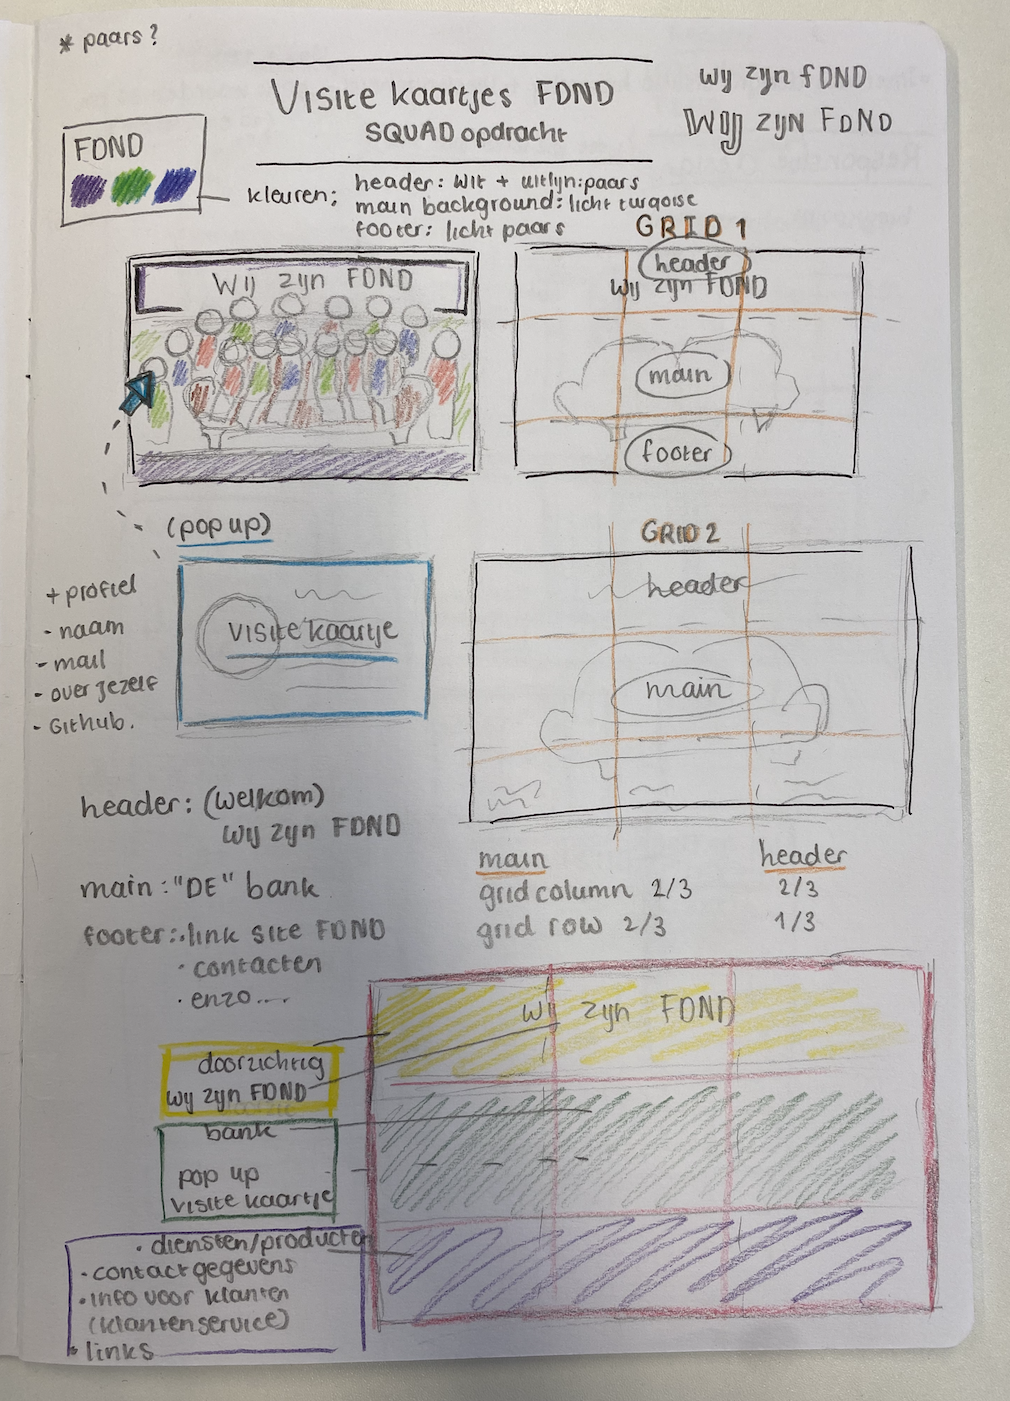 * paars?
Visite kaartjes FDND
SQUAD opdracht
wij zijn fDND
Wij zijn FDND
FDND
kleuren;
header: wit + uitlijn:paars
main background: licht turqoise
footer: licht paars
GRID 1
Wij zijn FDND
header
wij zijn FDND
main
footer
(pop up)
GRID 2
header
main
visite kaartje
+ profiel
- naam
- mail
- over jezelf
- Github.
header: (welkom)
wij zijn FDND
main: "DE" bank
footer: · link site FDND
· contacten
· enzo....
main
grid column 2/3
grid row 2/3
header
2/3
1/3
wij zijn FDND
doorzichtig
wij zijn FDND
bank
pop up
visite kaartje
· diensten/producten
· contact gegevens
· info voor klanten
(klantenservice)
· links